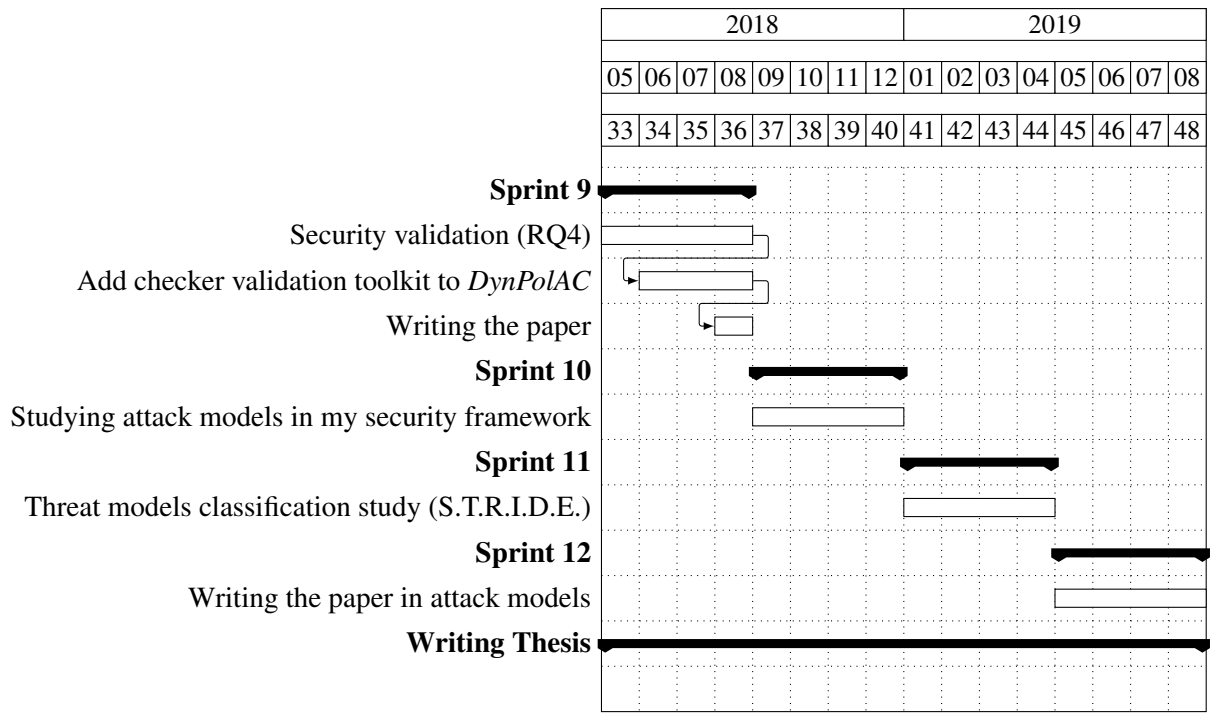 2018 2019
05 06 07 08 09 10 11 12 01 02 03 04 05 06 07 08
33 34 35 36 37 38 39 40 41 42 43 44 45 46 47 48
Sprint 9
Security validation (RQ4)
Add checker validation toolkit to DynPolAC
Writing the paper
Sprint 10
Studying attack models in my security framework
Sprint 11
Threat models classification study (S.T.R.I.D.E.)
Sprint 12
Writing the paper in attack models
Writing Thesis